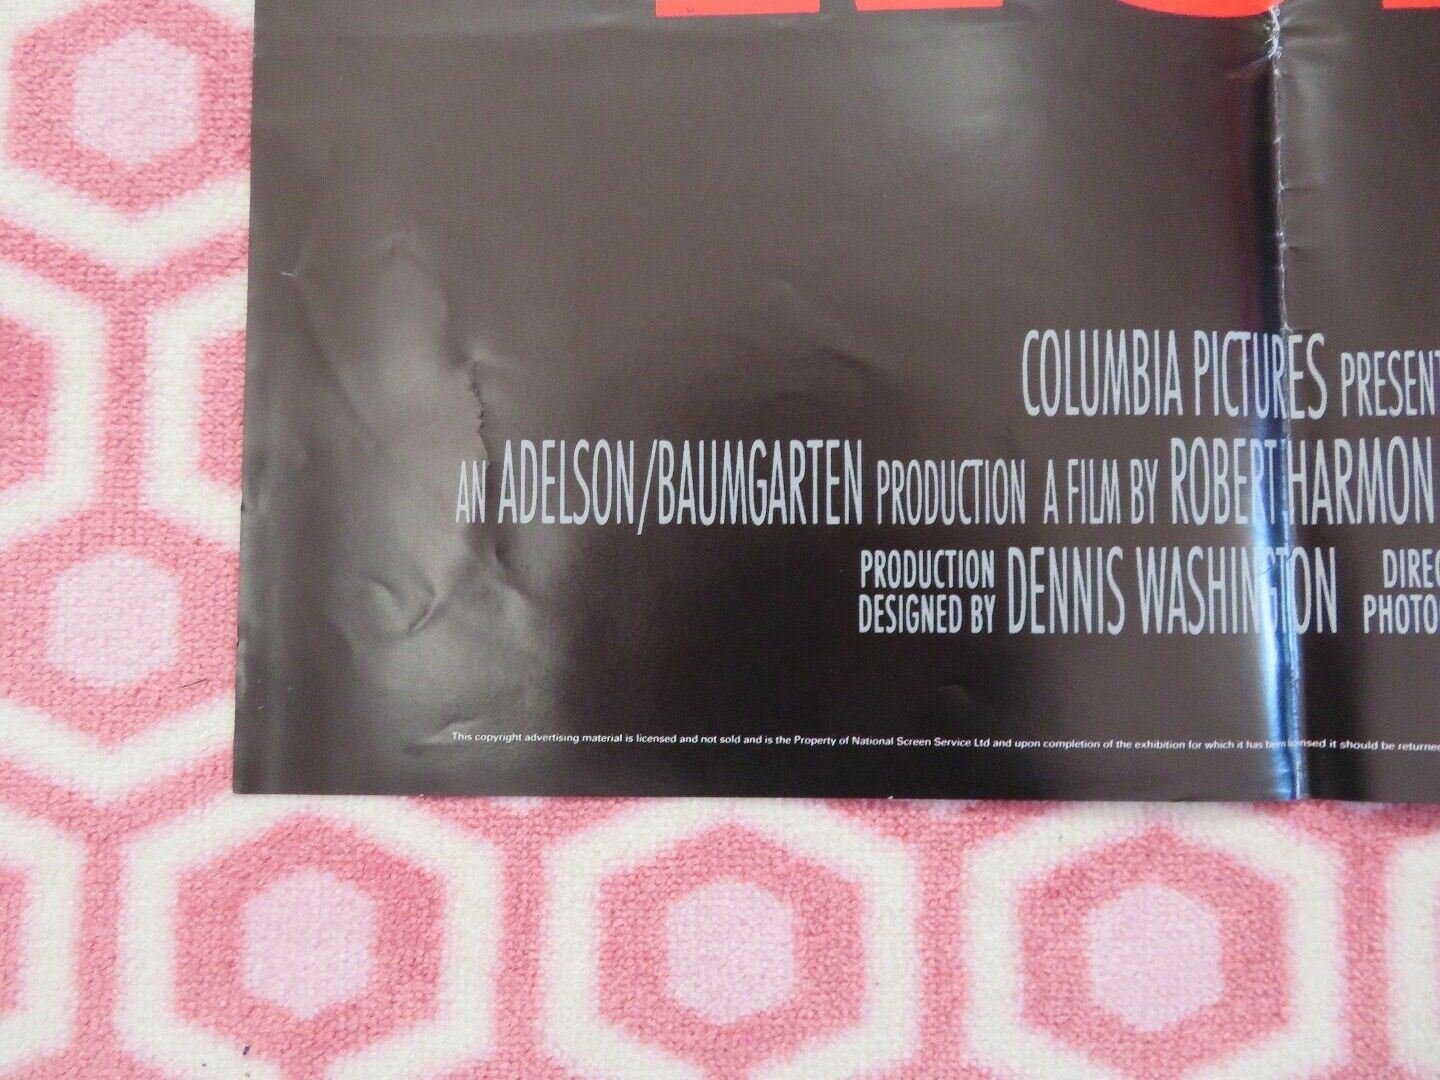 COLUMBIA PICTURES PRESENT
AN ADELSON/BAUMGARTEN PRODUCTION A FILM BY ROBERT HARMON
PRODUCTION DESIGNED BY DENNIS WASHINGTON DIREC
PHOTO
This copyright advertising material is licensed and not sold and is the Property of National Screen Service Ltd and upon completion of the exhibition for which it has been licensed it should be returned